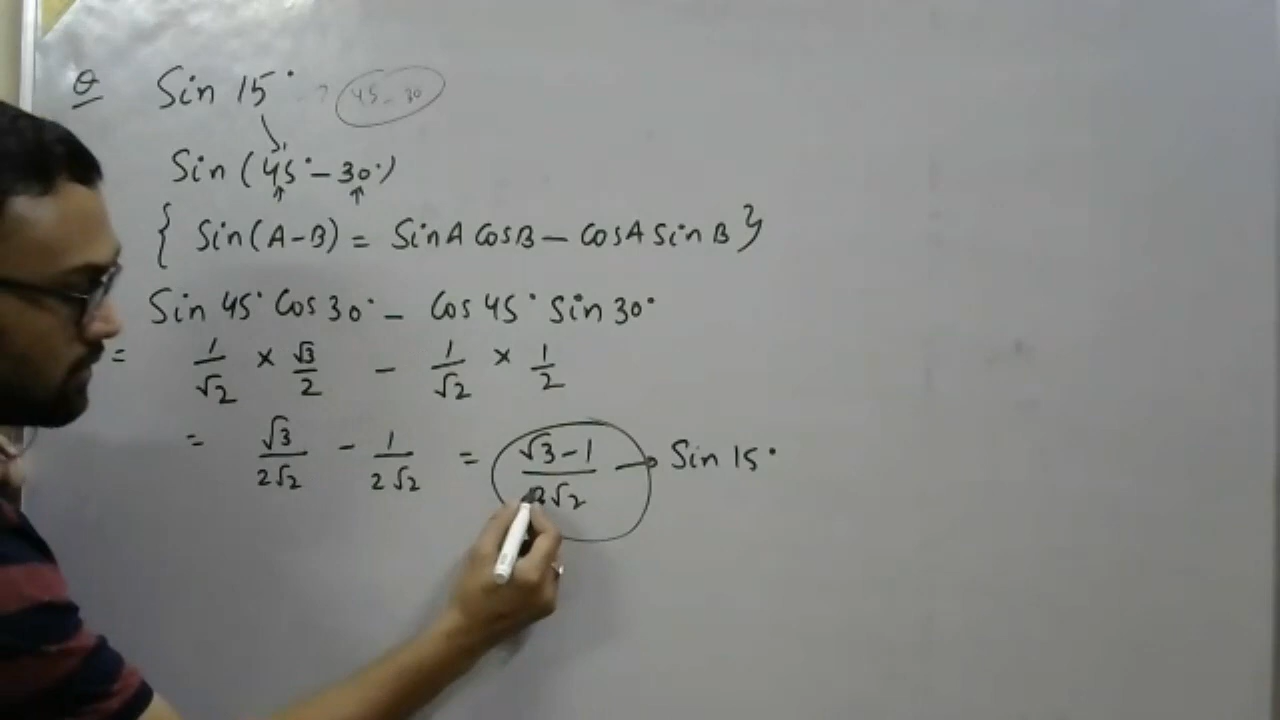 Q Sin 15° ? 45 - 30
Sin (45° - 30°)
{ Sin(A-B) = SinA CosB - CosA SinB }
Sin 45° Cos 30° - Cos 45° Sin 30°
= 1/√2 × √3/2 - 1/√2 × 1/2
= √3/2√2 - 1/2√2 = √3-1/2√2 → Sin 15°